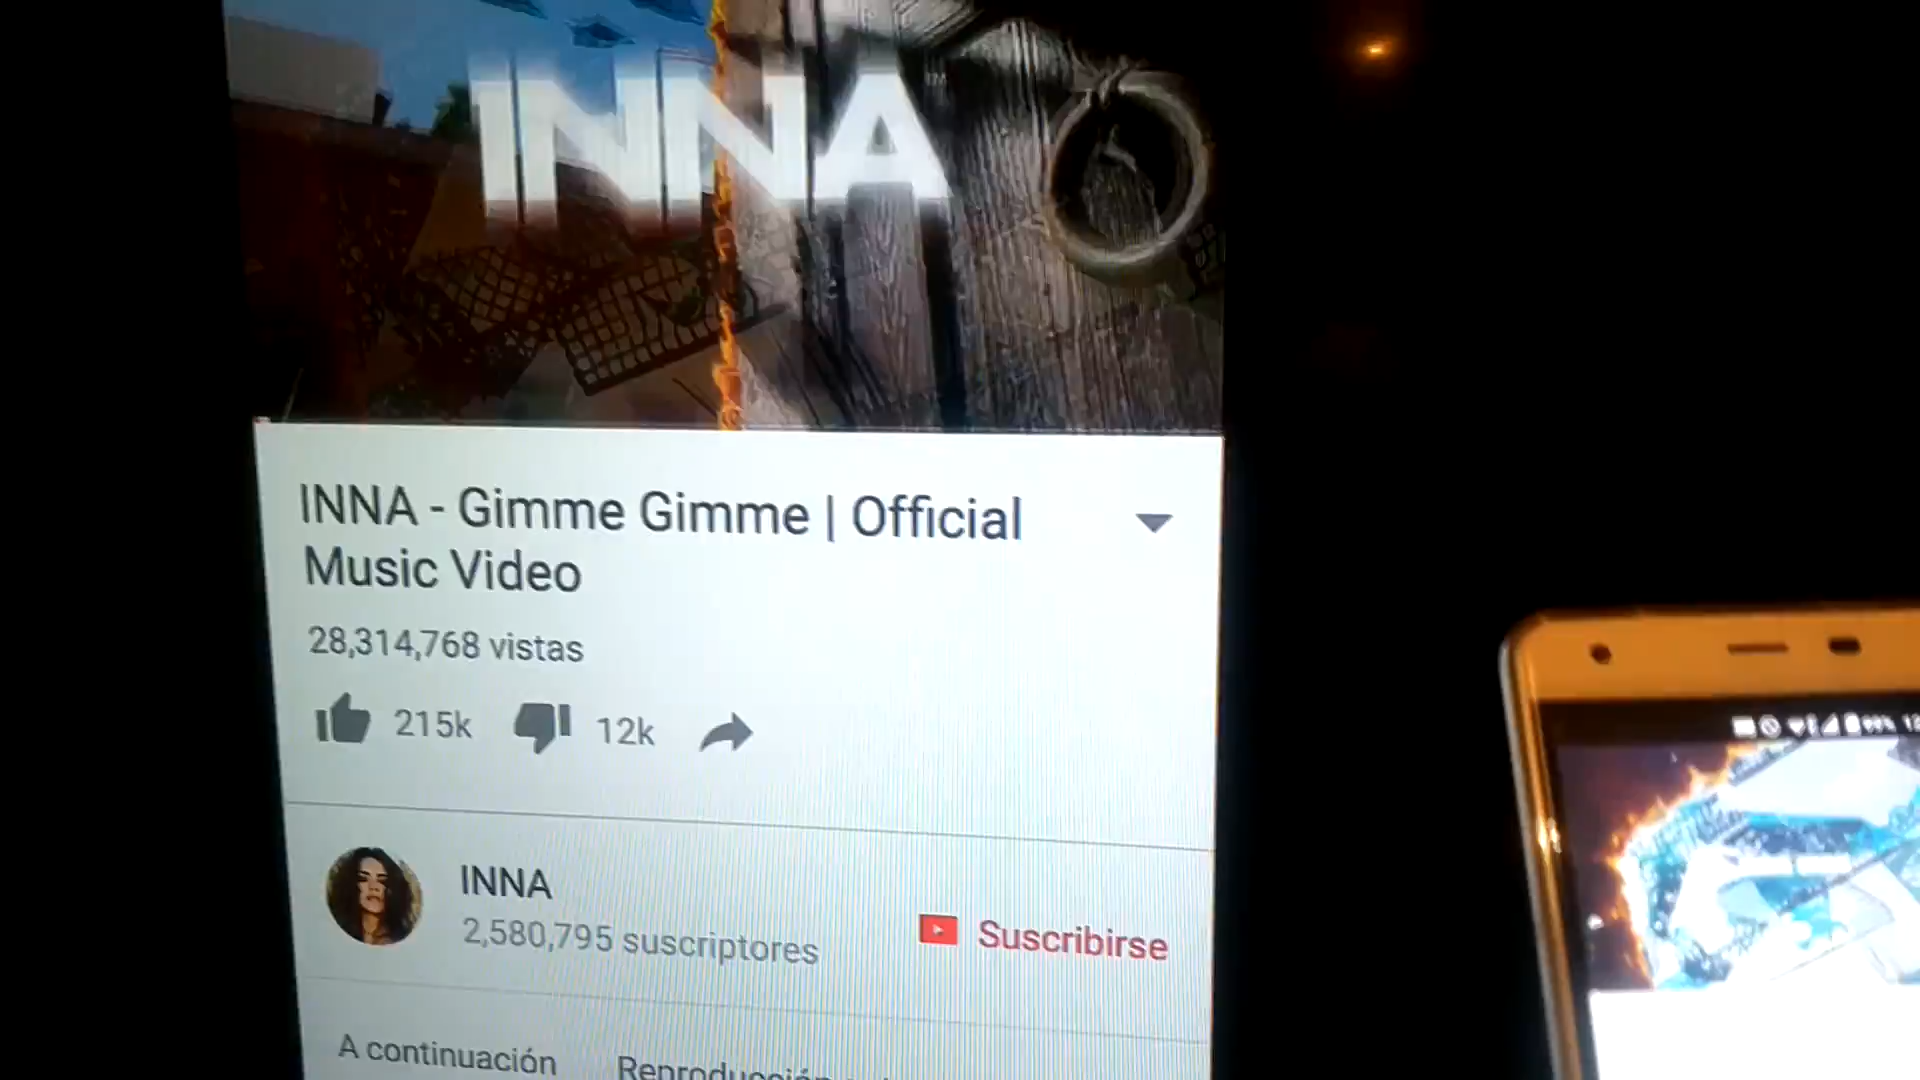 INNA
INNA - Gimme Gimme | Official
Music Video
28,314,768 vistas
215k 12k
INNA
2,580,795 suscriptores
Suscribirse
A continuación